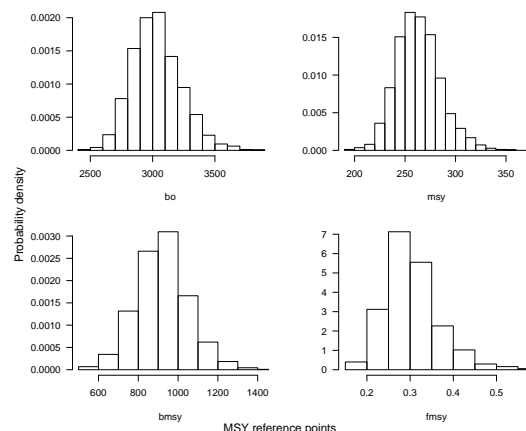 0.0020
0.0015
0.0010
0.0005
0.0000
2500 3000 3500
bo
0.015
0.010
0.005
0.000
200 250 300 350
msy
Probability density
0.0030
0.0025
0.0020
0.0015
0.0010
0.0005
0.0000
600 800 1000 1200 1400
bmsy
7
6
5
4
3
2
1
0
0.2 0.3 0.4 0.5
fmsy
MSY reference points